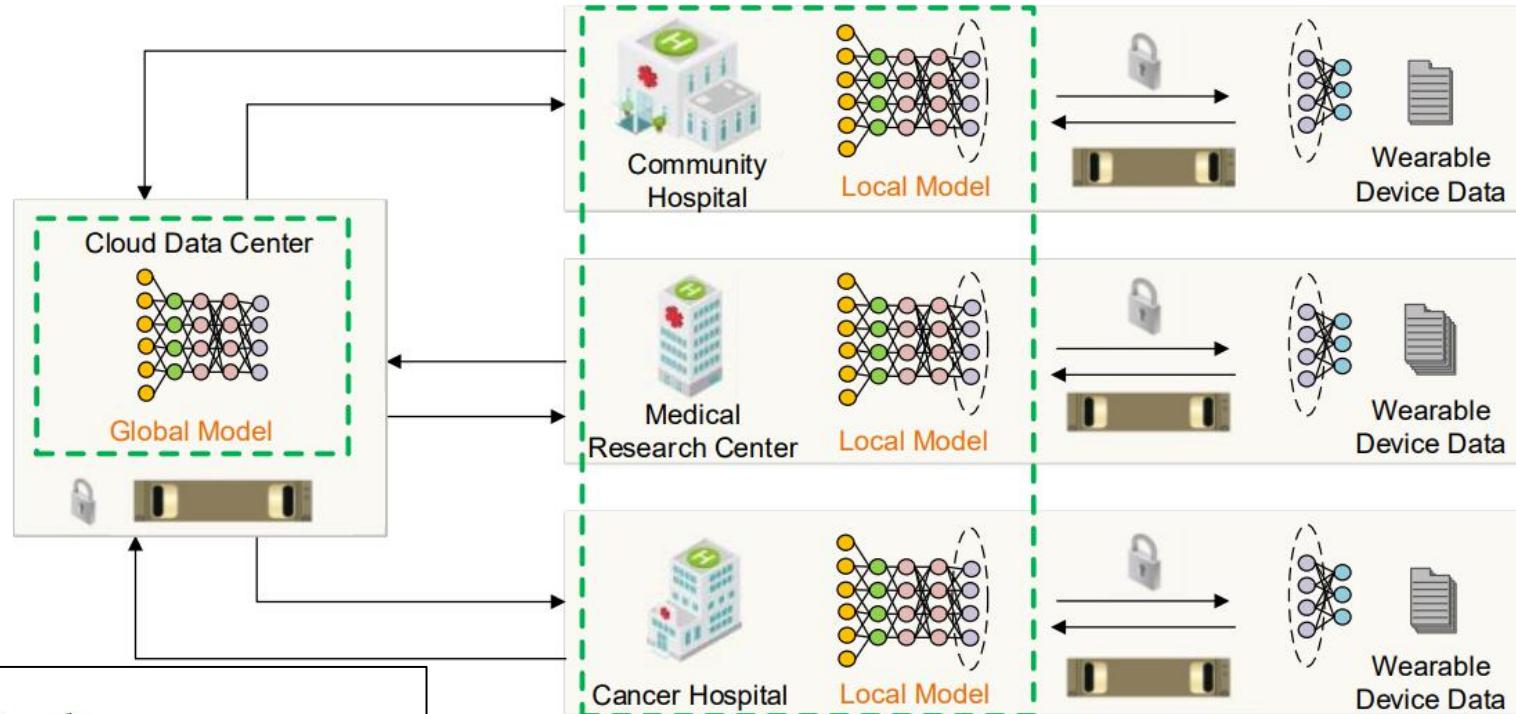 Community
Hospital
Local Model
Wearable
Device Data
Cloud Data Center
Global Model
Medical
Research Center
Local Model
Wearable
Device Data
Cancer Hospital
Local Model
Wearable
Device Data